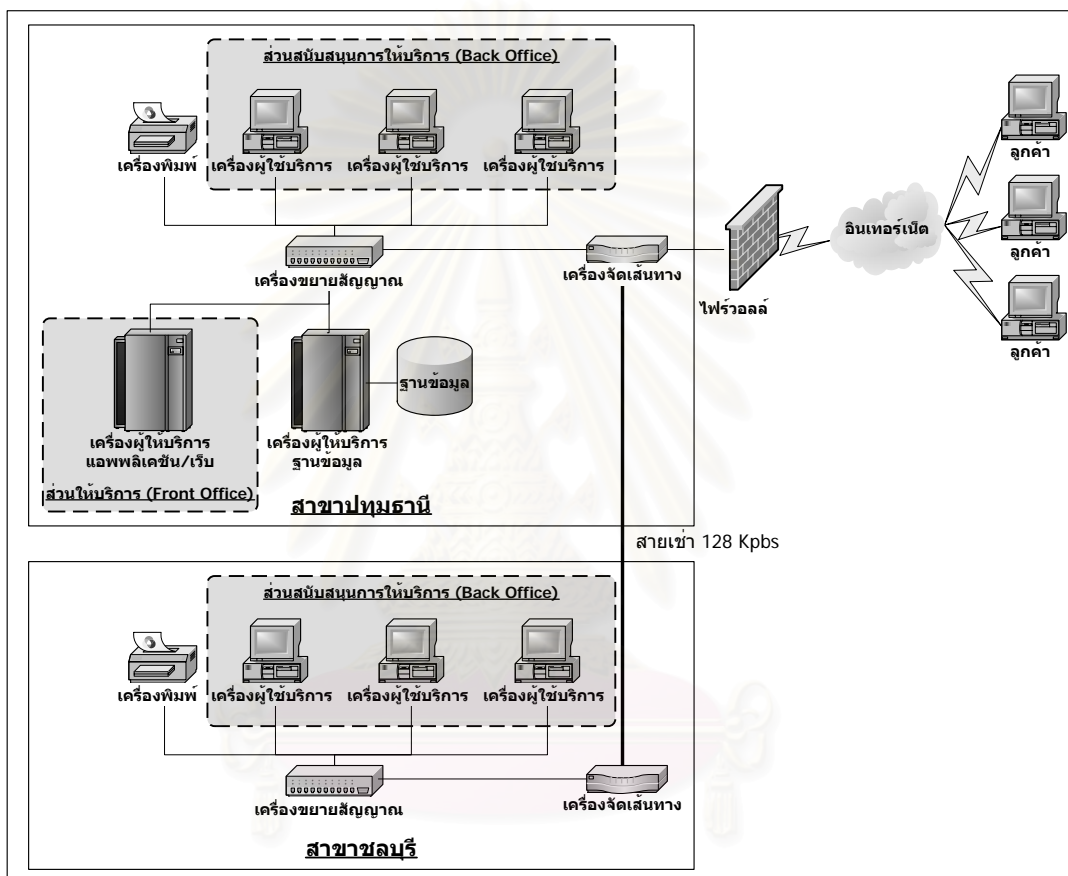 ส่วนสนับสนุนการให้บริการ (Back Office)
เครื่องพิมพ์ เครื่องผู้ใช้บริการ เครื่องผู้ใช้บริการ เครื่องผู้ใช้บริการ
ลูกค้า
อินเทอร์เน็ต
ลูกค้า
เครื่องขยายสัญญาณ
เครื่องจัดเส้นทาง
ไฟร์วอลล์
ลูกค้า
ฐานข้อมูล
เครื่องผู้ให้บริการ
แอพพลิเคชัน/เว็บ
เครื่องผู้ให้บริการ
ฐานข้อมูล
ส่วนให้บริการ (Front Office)
สาขาปทุมธานี
สายเช่า 128 Kpbs
ส่วนสนับสนุนการให้บริการ (Back Office)
เครื่องพิมพ์ เครื่องผู้ใช้บริการ เครื่องผู้ใช้บริการ เครื่องผู้ใช้บริการ
เครื่องขยายสัญญาณ
เครื่องจัดเส้นทาง
สาขาชลบุรี